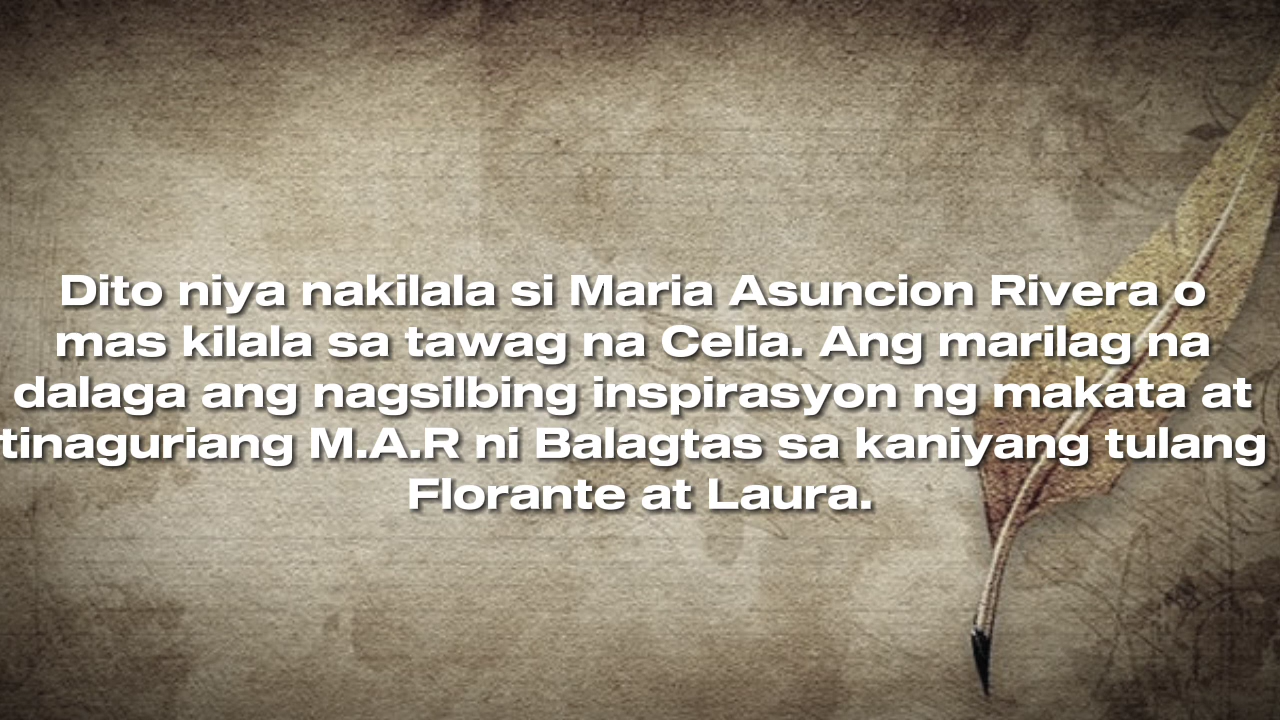 Dito niya nakilala si Maria Asuncion Rivera o
mas kilala sa tawag na Celia. Ang marilag na
dalaga ang nagsilbing inspirasyon ng makata at
tinaguriang M.A.R ni Balagtas sa kaniyang tulang
Florante at Laura.